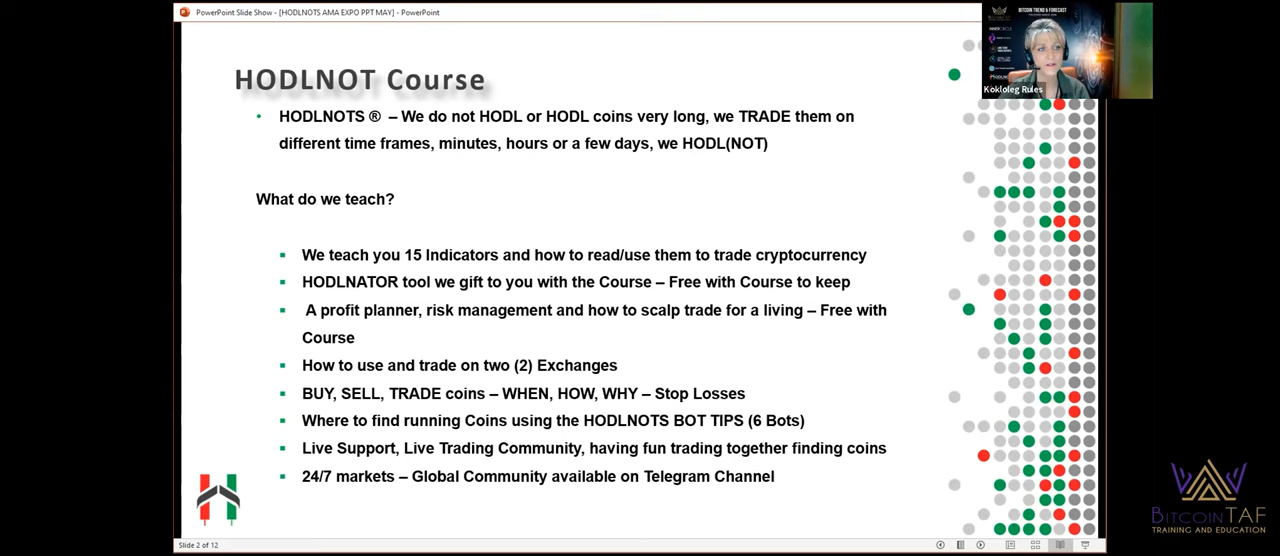 PowerPoint Slide Show - [HODLNOTS AMA EXPO PPT MAY] - PowerPoint
BITCOIN TREND & FORECAST
Kokloleg Rules
HODLNOT Course
• HODLNOTS ® – We do not HODL or HODL coins very long, we TRADE them on
different time frames, minutes, hours or a few days, we HODL(NOT)
What do we teach?
▪ We teach you 15 Indicators and how to read/use them to trade cryptocurrency
▪ HODLNATOR tool we gift to you with the Course – Free with Course to keep
▪ A profit planner, risk management and how to scalp trade for a living – Free with
Course
▪ How to use and trade on two (2) Exchanges
▪ BUY, SELL, TRADE coins – WHEN, HOW, WHY – Stop Losses
▪ Where to find running Coins using the HODLNOTS BOT TIPS (6 Bots)
▪ Live Support, Live Trading Community, having fun trading together finding coins
▪ 24/7 markets – Global Community available on Telegram Channel
BITCOINTAF
TRAINING AND EDUCATION
Slide 2 of 12